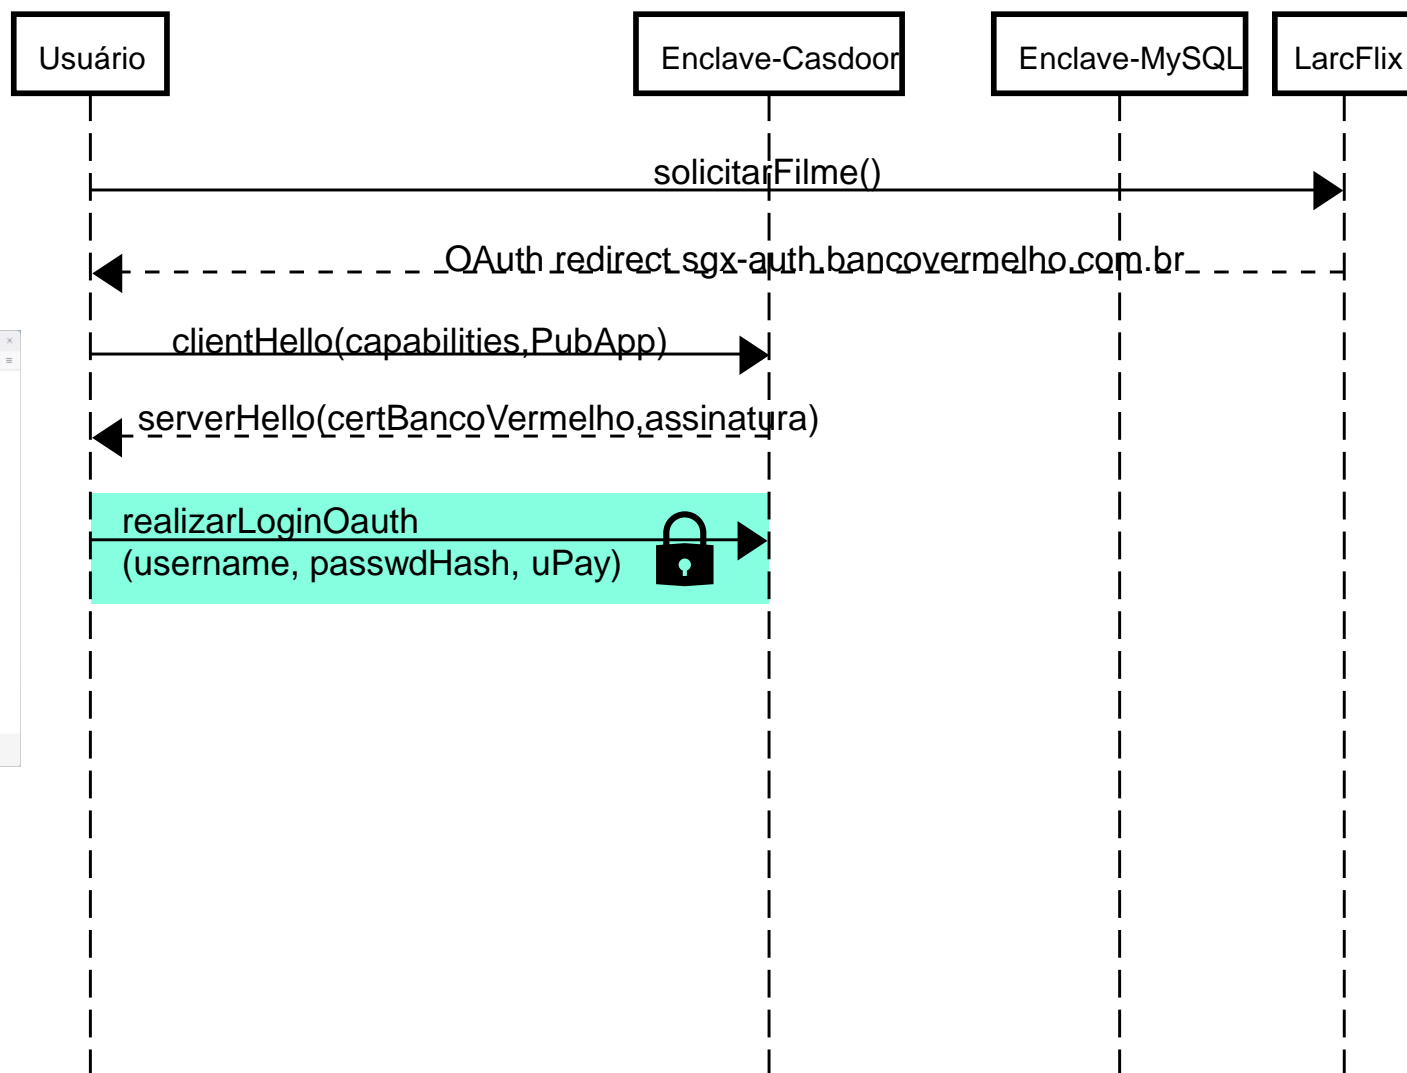 Usuário
Enclave-Casdoor
Enclave-MySQL
LarcFlix
solicitarFilme()
OAuth redirect sgx-auth.bancovermelho.com.br
clientHello(capabilities,PubApp)
serverHello(certBancoVermelho,assinatura)
realizarLoginOauth
(username, passwdHash, uPay)